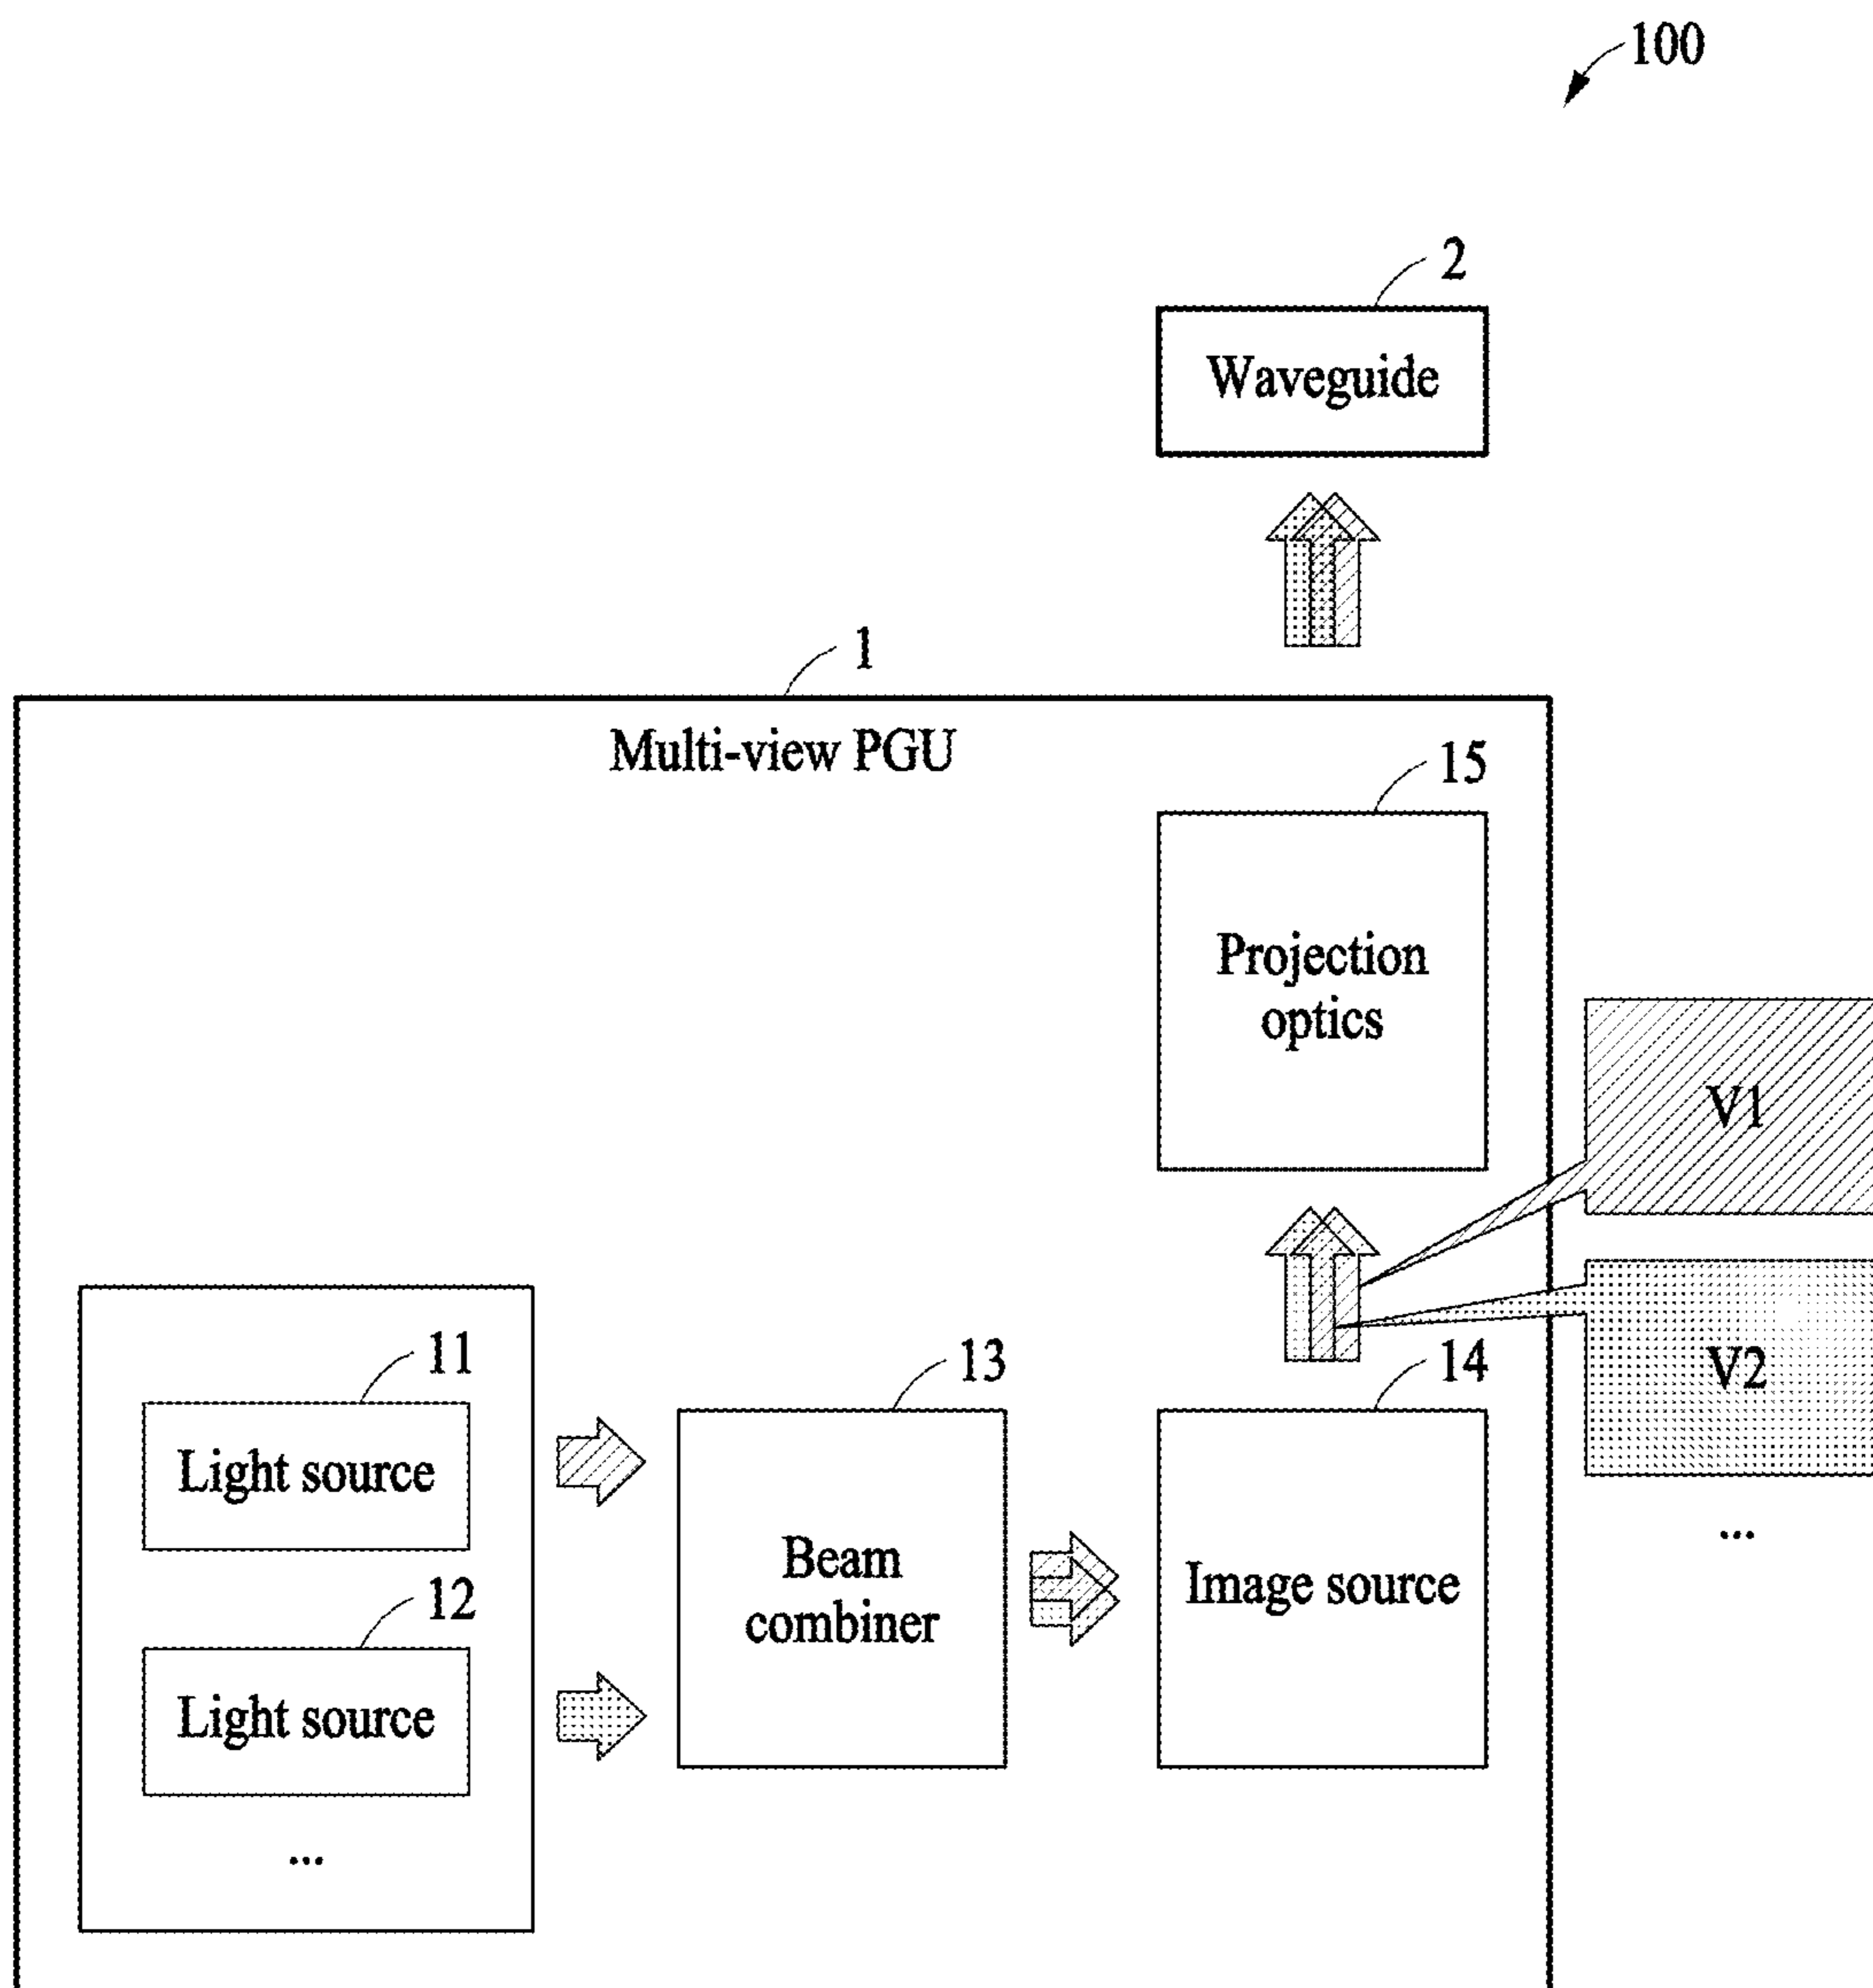 100
2
Waveguide
1
Multi-view PGU
15
Projection
optics
V1
V2
...
11
Light source
12
Light source
...
13
Beam
combiner
14
Image source